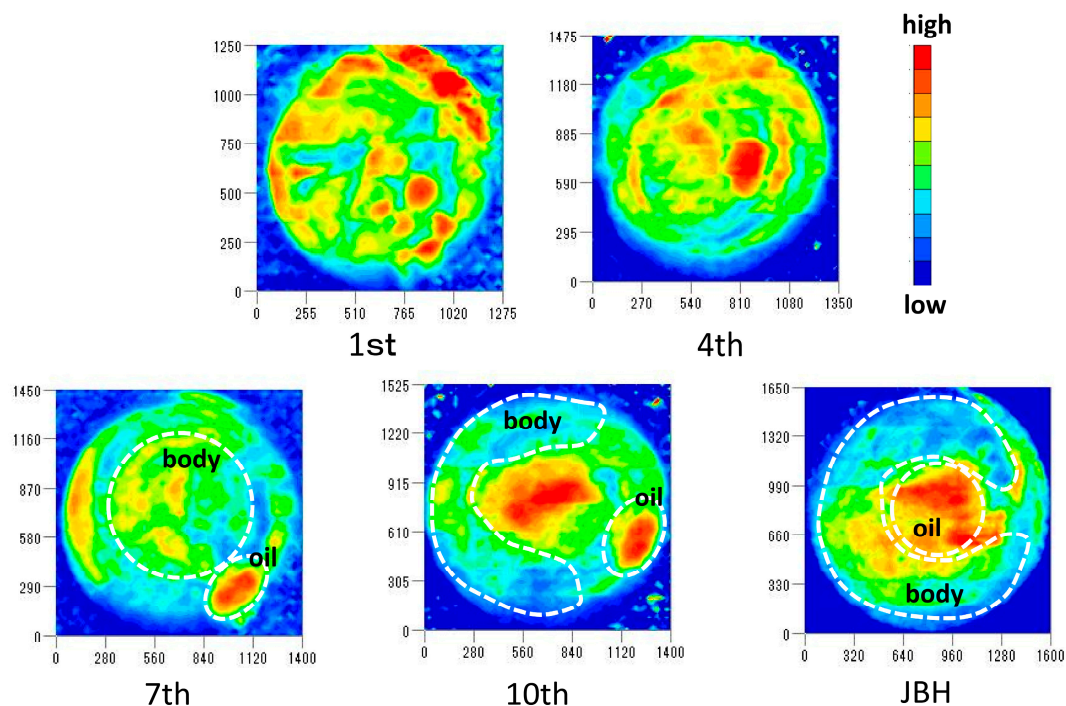 high
low
1250
1000
750
500
250
0
0 255 510 765 1020 1275
1st
1475
1180
885
590
295
0
0 270 540 810 1080 1350
4th
1450
1160
870
580
290
0
0 280 560 840 1120 1400
body
oil
7th
1525
1220
915
610
305
0
0 280 560 840 1120 1400
body
oil
10th
1650
1320
990
660
330
0
0 320 640 960 1280 1600
oil
body
JBH